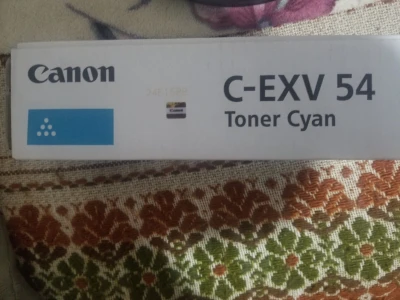 Canon
C-EXV 54
Toner Cyan